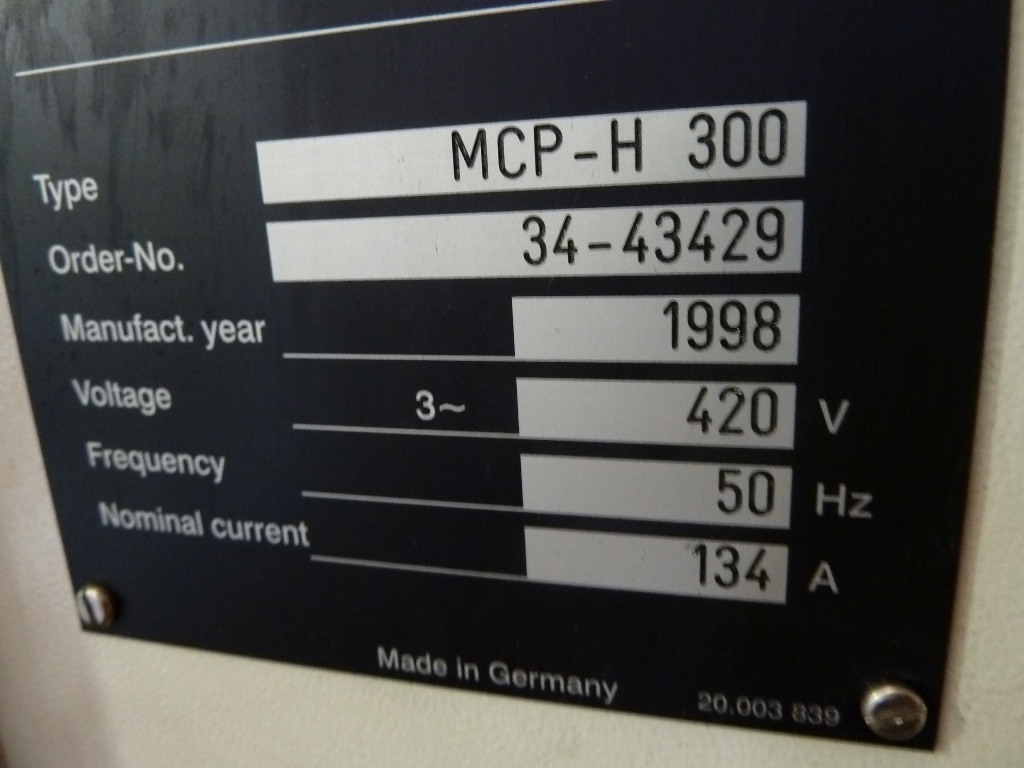 Type MCP-H 300
Order-No. 34-43429
Manufact. year 1998
Voltage 3~ 420 V
Frequency 50 Hz
Nominal current 134 A
Made in Germany
20.003 839